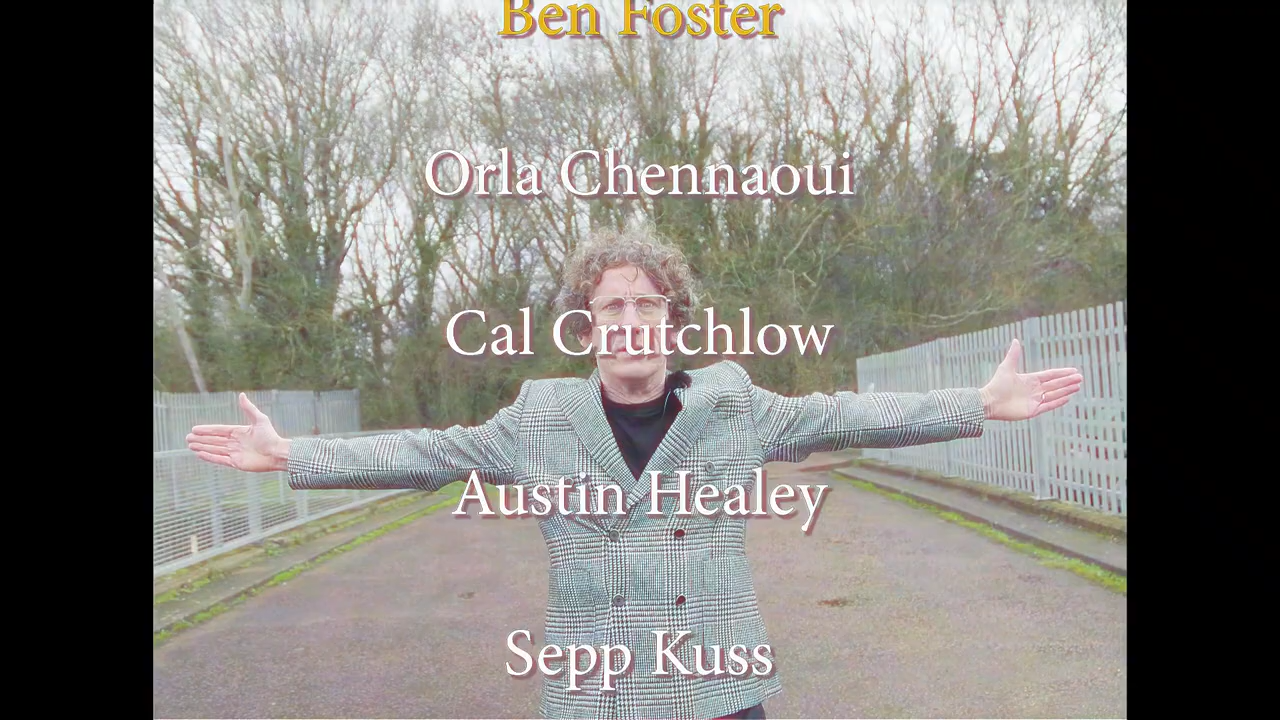 Ben Foster
Orla Chennaoui
Cal Crutchlow
Austin Healey
Sepp Kuss